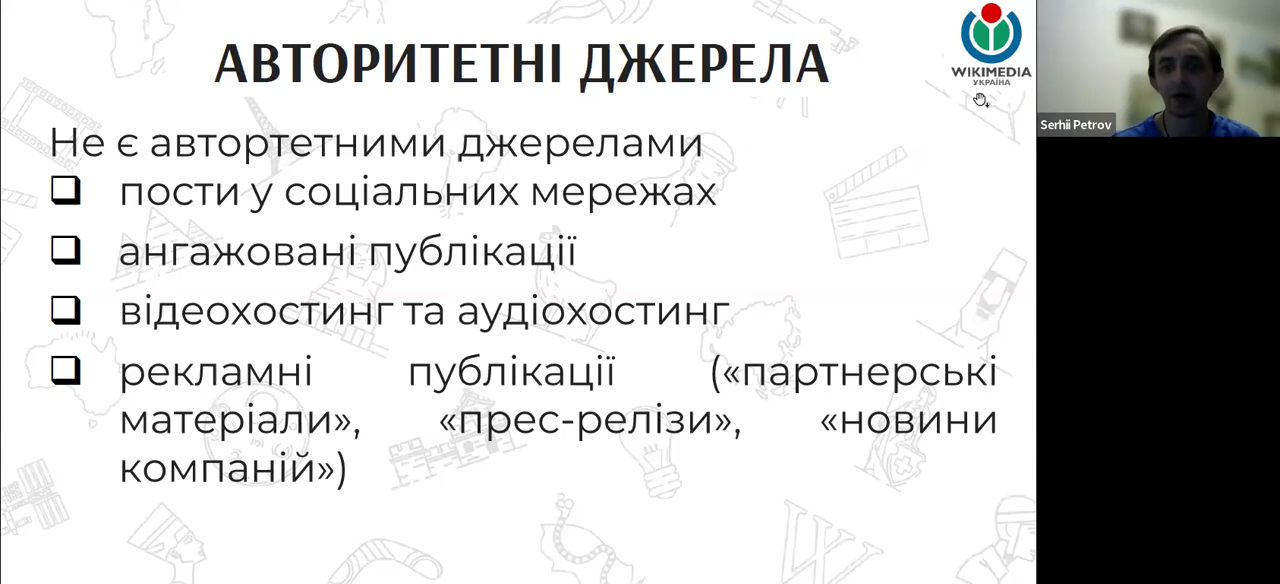 АВТОРИТЕТНІ ДЖЕРЕЛА
WIKIMEDIA
УКРАЇНА
Serhii Petrov
Не є автортетними джерелами
пости у соціальних мережах
ангажовані публікації
відеохостинг та аудіохостинг
рекламні публікації («партнерські
матеріали», «прес-релізи», «новини
компаній»)